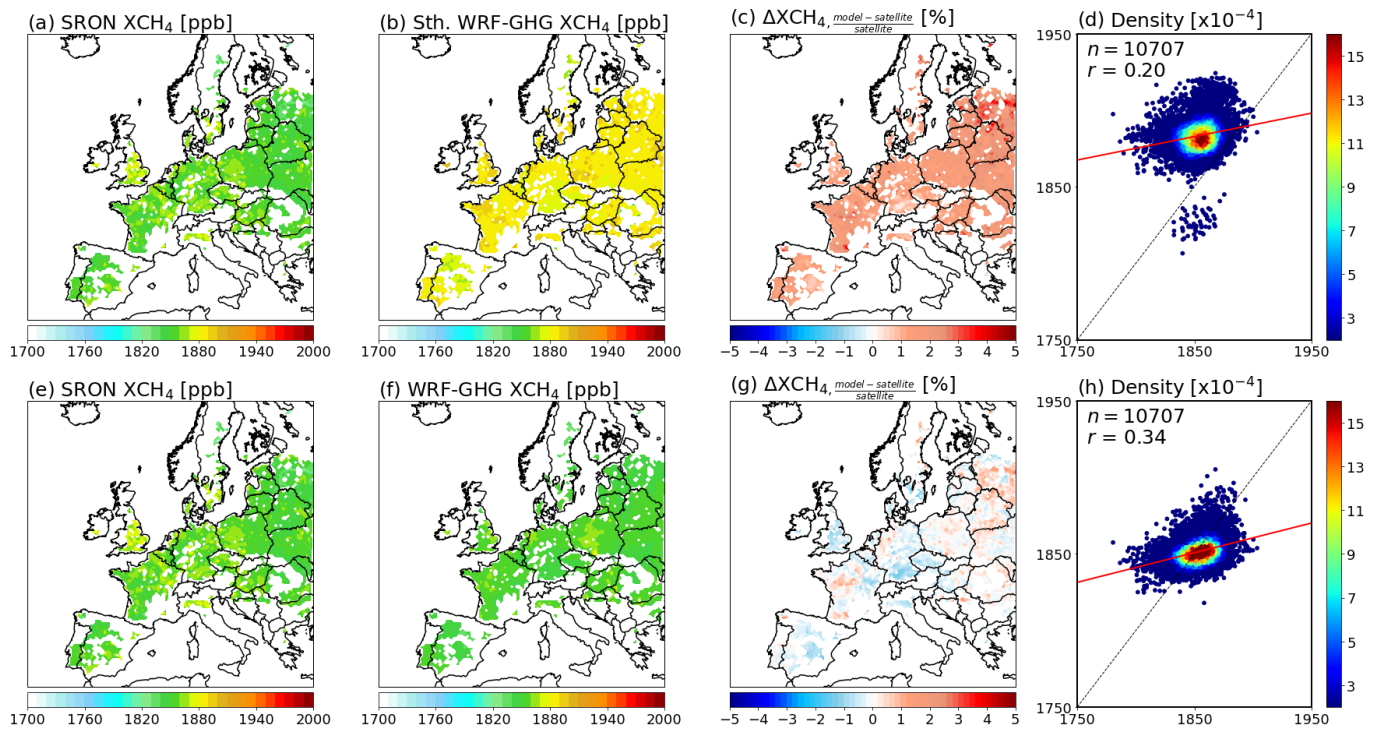 (a) SRON XCH4 [ppb]
(b) Sth. WRF-GHG XCH4 [ppb]
(c) ΔXCH4, model−satellite/satellite [%]
(d) Density [x10−4]
1950
1850
1750
n = 10707
r = 0.20
15
13
11
9
7
5
3
1700 1760 1820 1880 1940 2000
1700 1760 1820 1880 1940 2000
−5 −4 −3 −2 −1 0 1 2 3 4 5
1750 1850 1950
(e) SRON XCH4 [ppb]
(f) WRF-GHG XCH4 [ppb]
(g) ΔXCH4, model−satellite/satellite [%]
(h) Density [x10−4]
1950
1850
1750
n = 10707
r = 0.34
15
13
11
9
7
5
3
1700 1760 1820 1880 1940 2000
1700 1760 1820 1880 1940 2000
−5 −4 −3 −2 −1 0 1 2 3 4 5
1750 1850 1950